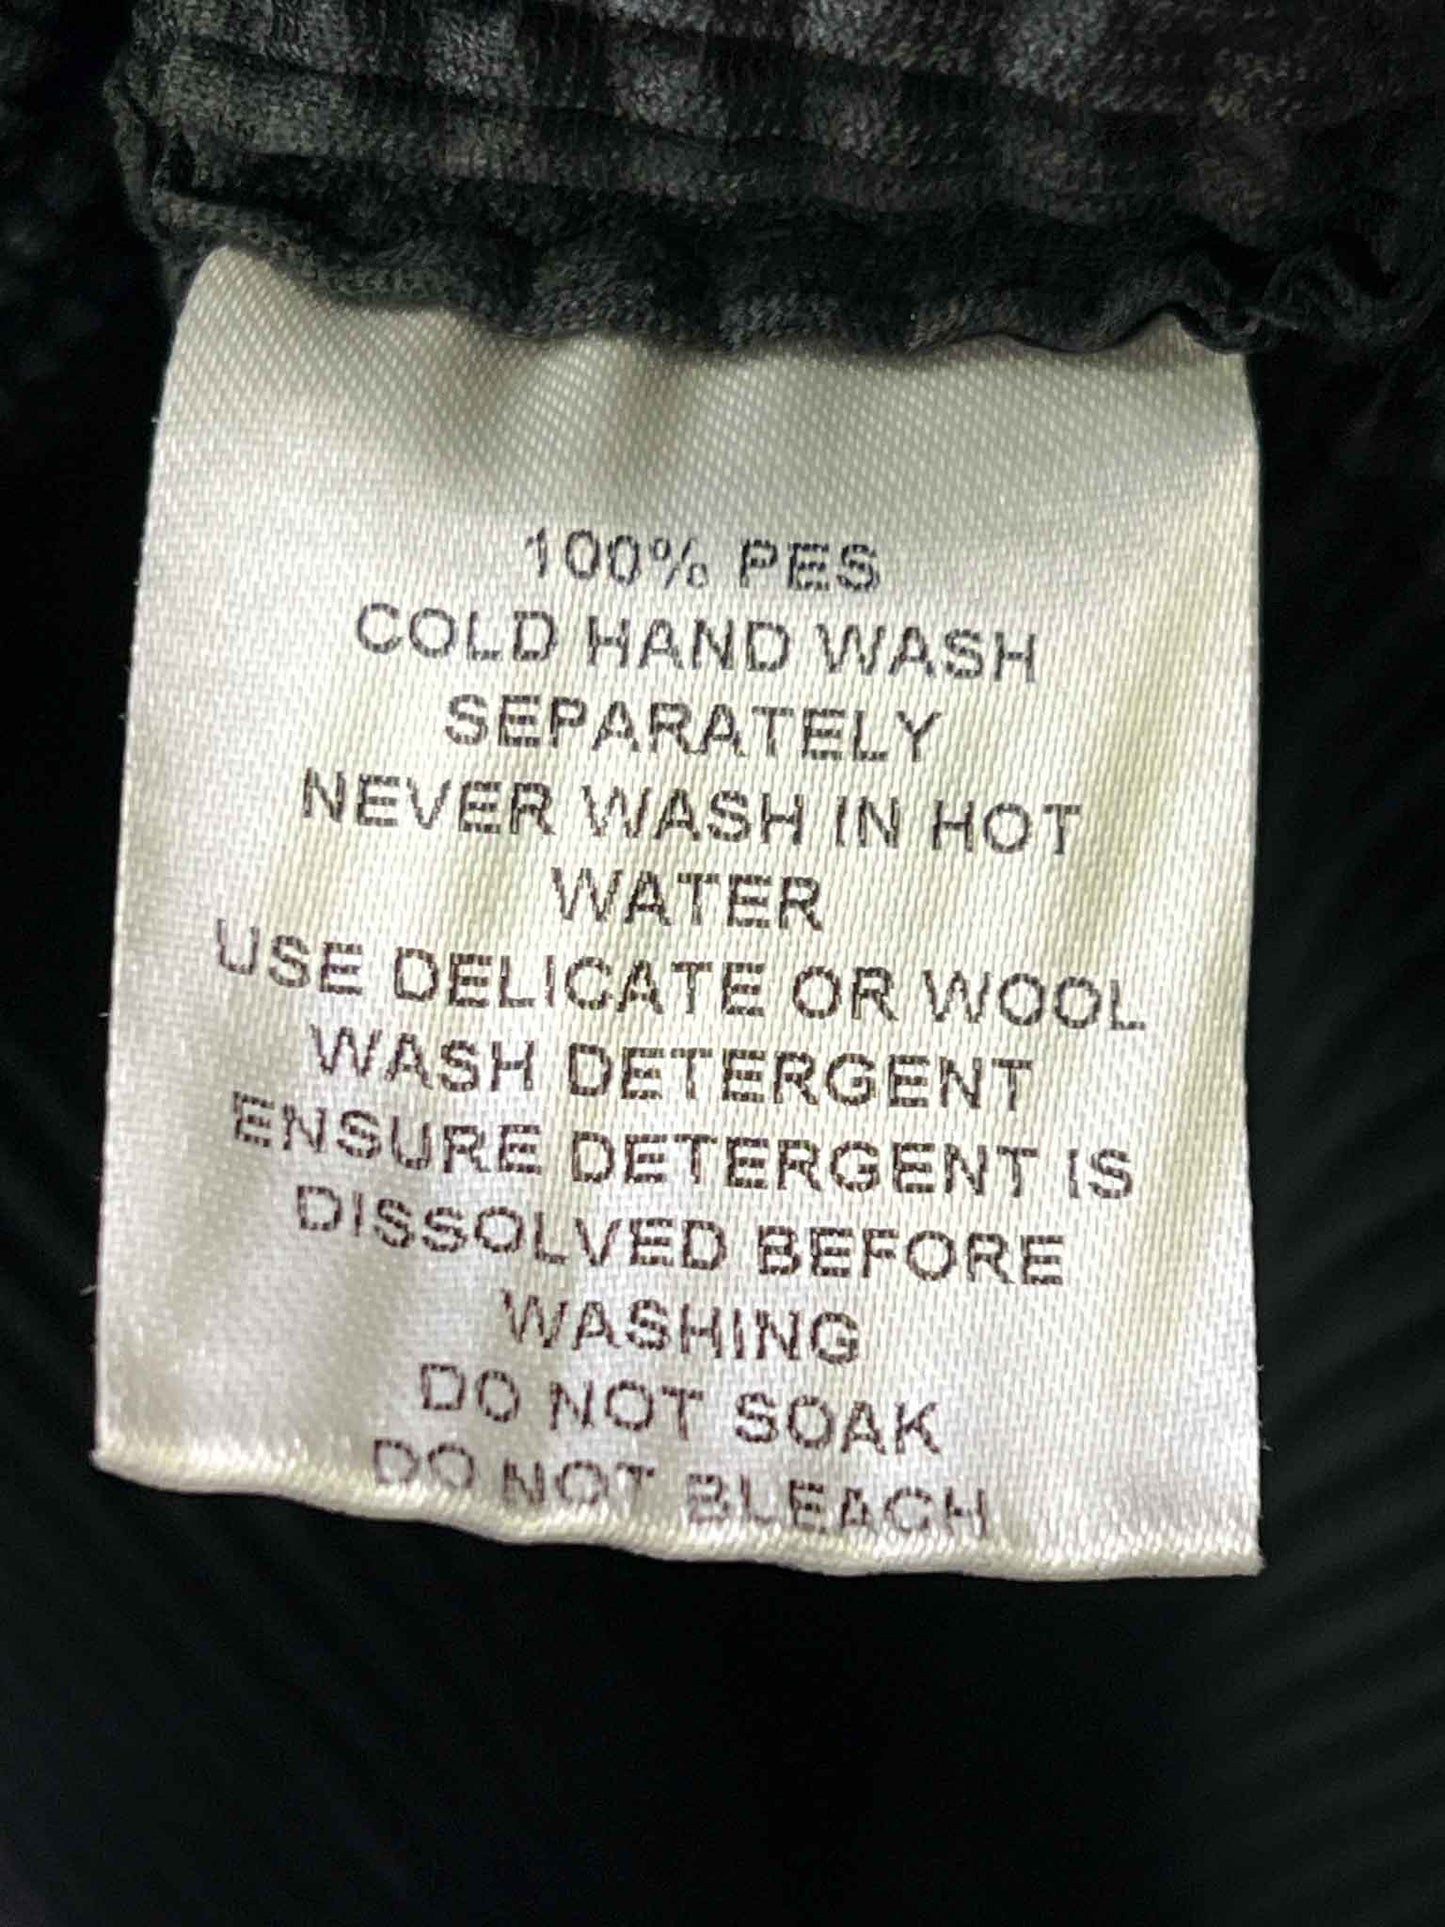 100% PES
COLD HAND WASH
SEPARATELY
NEVER WASH IN HOT
WATER
USE DELICATE OR WOOL
WASH DETERGENT
ENSURE DETERGENT IS
DISSOLVED BEFORE
WASHING
DO NOT SOAK
DO NOT BLEACH